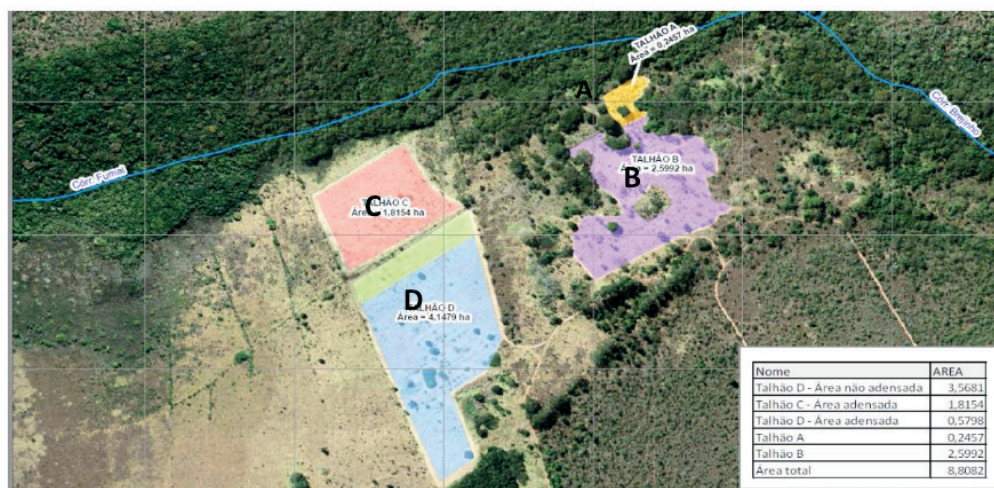 TALHÃO A
Área = 0,2457 ha
A
Córr. Brejinho
Córr. Fumal
TALHÃO B
Área = 2,5992 ha
B
TALHÃO C
Área = 1,8154 ha
C
D
TALHÃO D
Área = 4,1479 ha
Nome AREA
Talhão D - Área não adensada 3,5681
Talhão C - Área adensada 1,8154
Talhão D - Área adensada 0,5798
Talhão A 0,2457
Talhão B 2,5992
Área total 8,8082